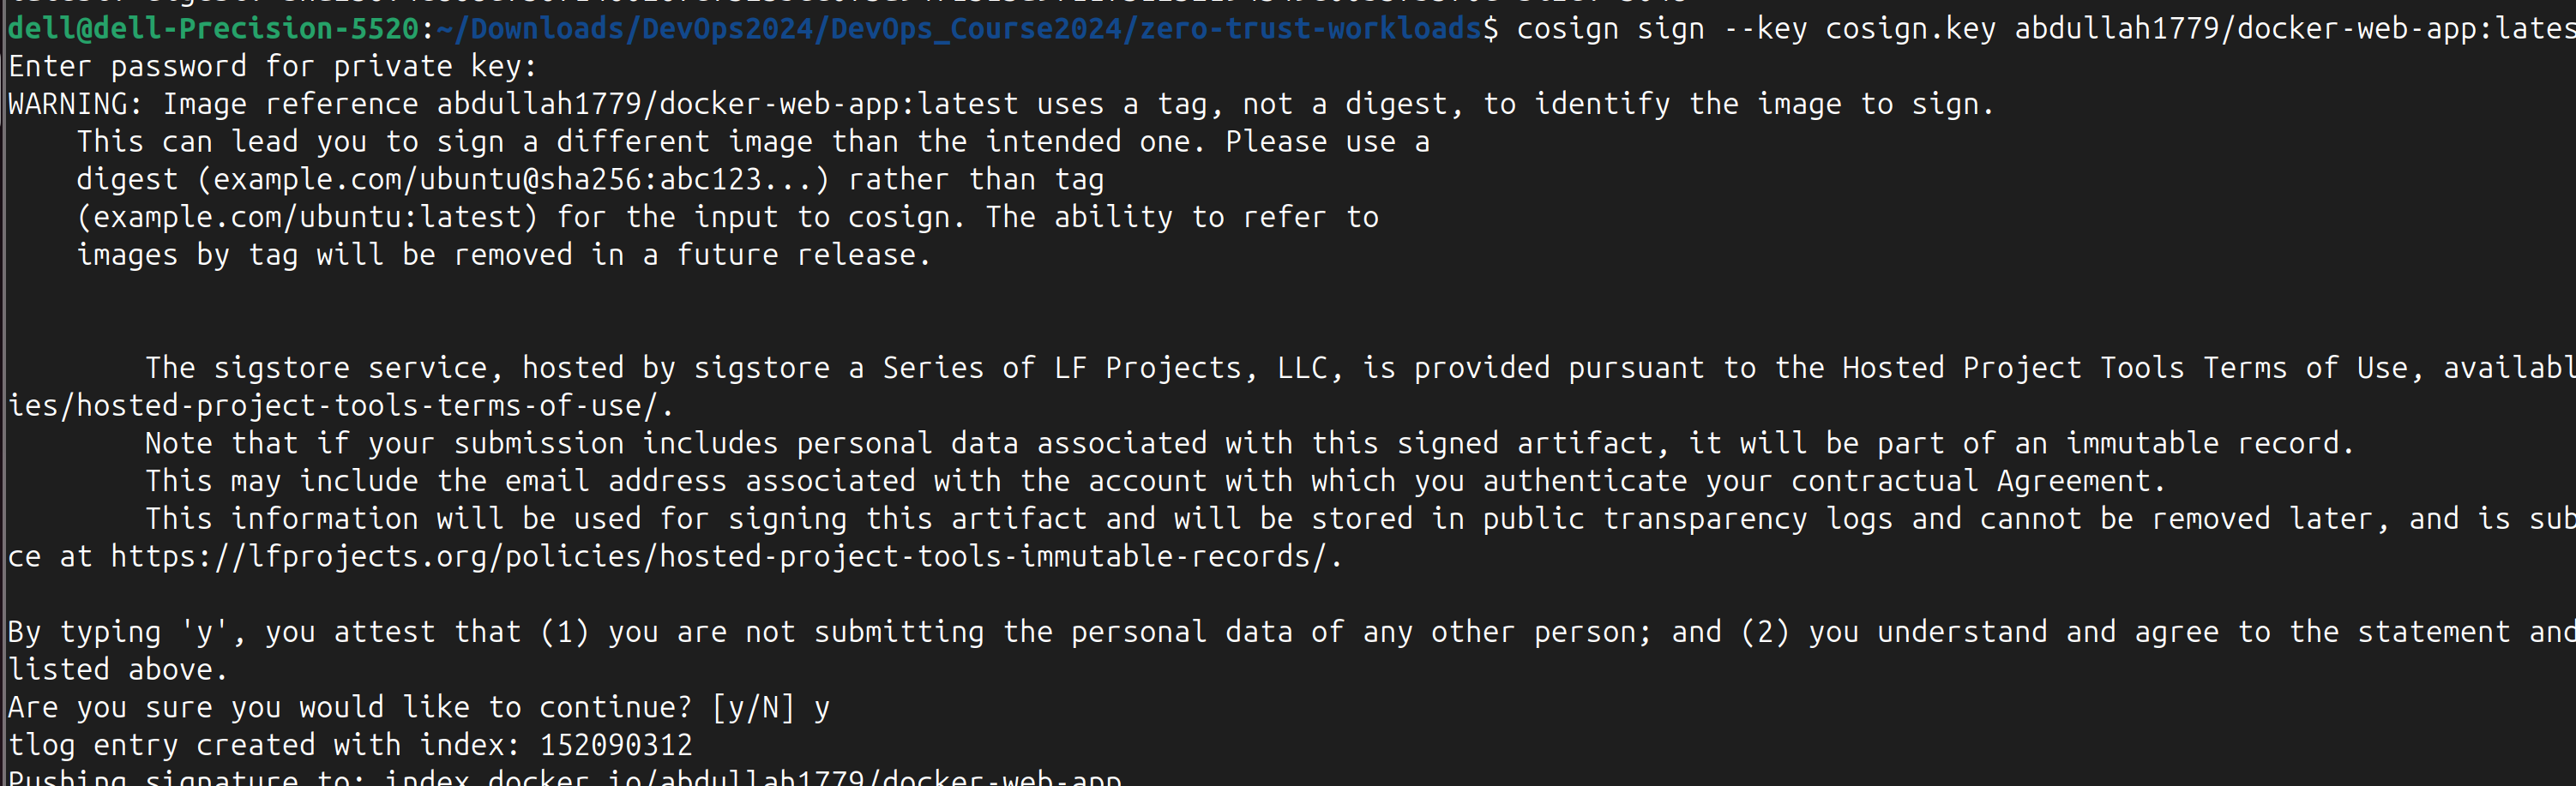 dell@dell-Precision-5520:~/Downloads/DevOps2024/DevOps_Course2024/zero-trust-workloads$ cosign sign --key cosign.key abdullah1779/docker-web-app:lates
Enter password for private key:
WARNING: Image reference abdullah1779/docker-web-app:latest uses a tag, not a digest, to identify the image to sign.
    This can lead you to sign a different image than the intended one. Please use a
    digest (example.com/ubuntu@sha256:abc123...) rather than tag
    (example.com/ubuntu:latest) for the input to cosign. The ability to refer to
    images by tag will be removed in a future release.
        The sigstore service, hosted by sigstore a Series of LF Projects, LLC, is provided pursuant to the Hosted Project Tools Terms of Use, availabl
ies/hosted-project-tools-terms-of-use/.
        Note that if your submission includes personal data associated with this signed artifact, it will be part of an immutable record.
        This may include the email address associated with the account with which you authenticate your contractual Agreement.
        This information will be used for signing this artifact and will be stored in public transparency logs and cannot be removed later, and is sub
ce at https://lfprojects.org/policies/hosted-project-tools-immutable-records/.
By typing 'y', you attest that (1) you are not submitting the personal data of any other person; and (2) you understand and agree to the statement and
listed above.
Are you sure you would like to continue? [y/N] y
tlog entry created with index: 152090312
Pushing signature to: index.docker.io/abdullah1779/docker-web-app